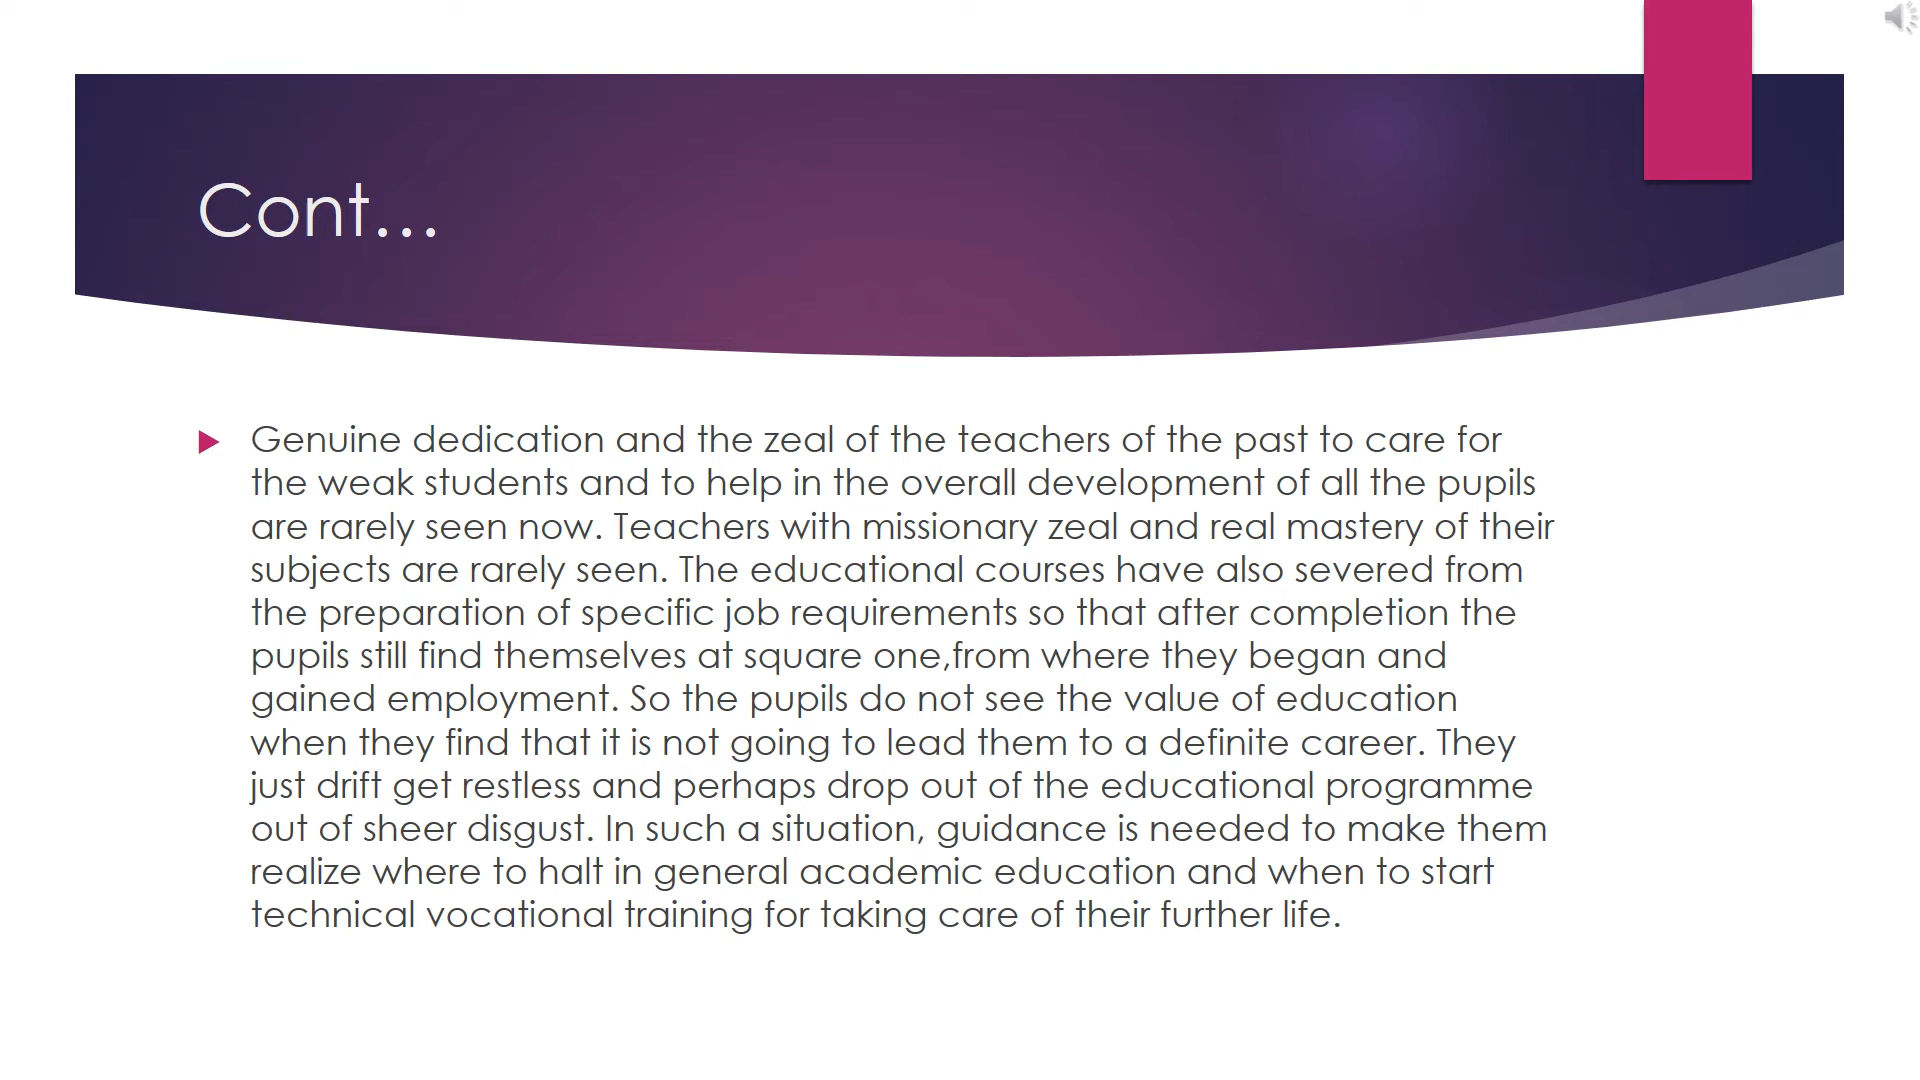 Cont...
Genuine dedication and the zeal of the teachers of the past to care for
the weak students and to help in the overall development of all the pupils
are rarely seen now. Teachers with missionary zeal and real mastery of their
subjects are rarely seen. The educational courses have also severed from
the preparation of specific job requirements so that after completion the
pupils still find themselves at square one,from where they began and
gained employment. So the pupils do not see the value of education
when they find that it is not going to lead them to a definite career. They
just drift get restless and perhaps drop out of the educational programme
out of sheer disgust. In such a situation, guidance is needed to make them
realize where to halt in general academic education and when to start
technical vocational training for taking care of their further life.